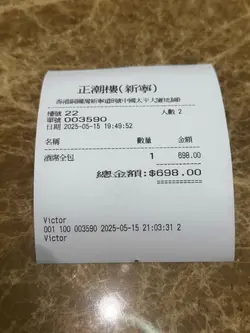 正潮樓(新寧)
檯號 22 人數 2
單號 003590
日期 2025-05-15 19:49:52
名稱 數量 金額
酒席全包 1 698.00
總金額:$698.00
Victor
001 100 003590 2025-05-15 21:03:31 2
Victor